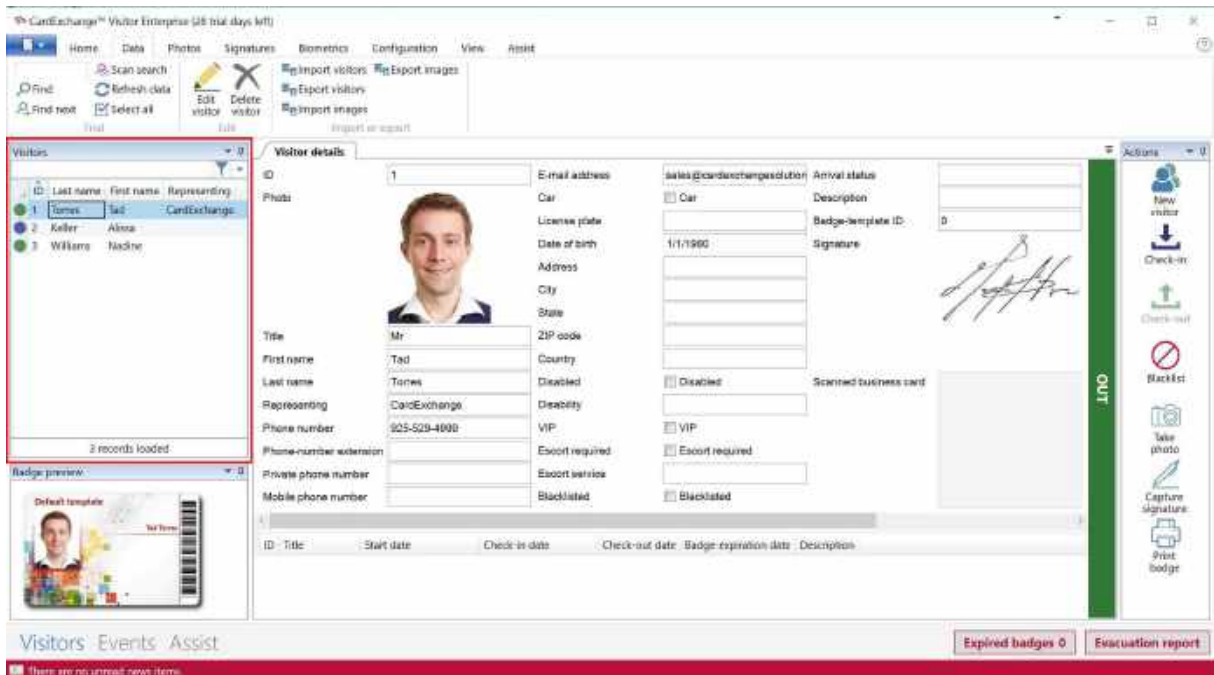 CardExchange™ Visitor Enterprise (28 trial days left)
Home Data Photos Signatures Biometrics Configuration View Assist
Find
Find next
Scan search
Refresh data
Select all
Find
Edit visitor
Delete visitor
Edit
Import visitors
Export images
Export visitors
Import images
Import or export
Visitors
ID Last name First name Representing
1 Torres Tad CardExchange
2 Keller Alissa
3 Williams Nadine
3 records loaded
Badge preview
Default template
Tad Torres
Visitor details
ID 1
Photo
Title Mr
First name Tad
Last name Torres
Representing CardExchange
Phone number 925-529-4999
Phone-number extension
Private phone number
Mobile phone number
E-mail address sales@cardexchangesolution
Car Car
License plate
Date of birth 1/1/1980
Address
City
State
ZIP code
Country
Disabled Disabled
Disability
VIP VIP
Escort required Escort required
Escort service
Blacklisted Blacklisted
Arrival status
Description
Badge-template ID 0
Signature
Scanned business card
OUT
ID Title Start date Check-in date Check-out date Badge expiration date Description
Actions
New visitor
Check-in
Check-out
Blacklist
Take photo
Capture signature
Print badge
Visitors Events Assist
Expired badges 0
Evacuation report
There are no unread news items.